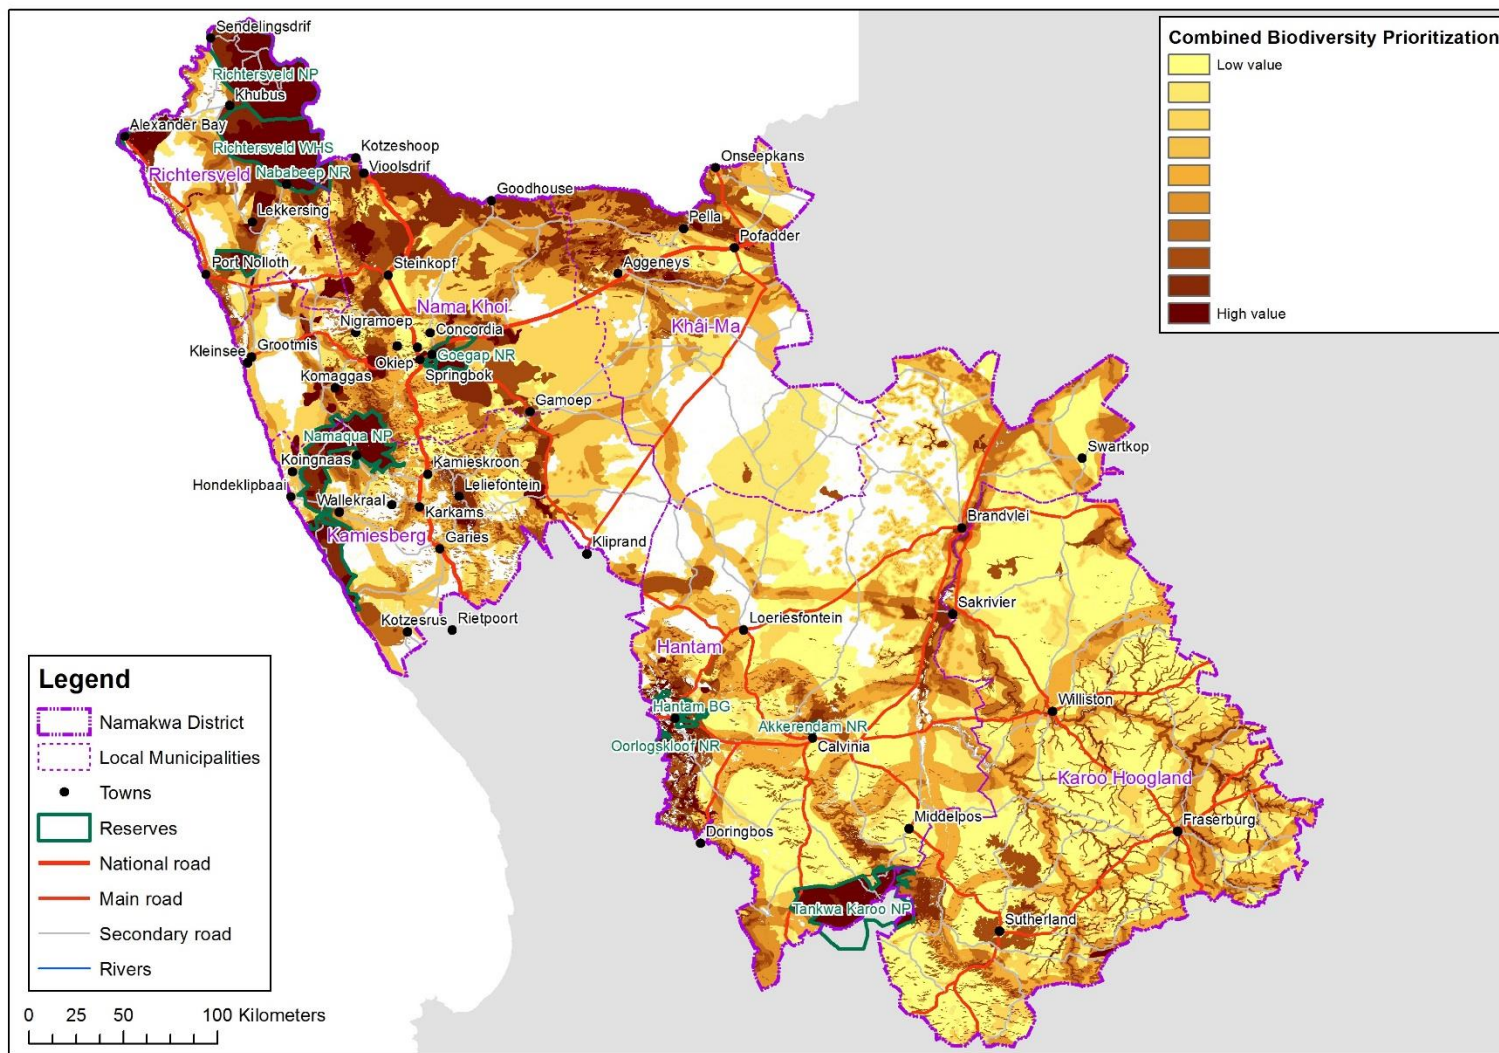 Combined Biodiversity Prioritization
Low value
High value
Sendelingsdrif
Richtersveld NP
Khubus
Alexander Bay
Richtersveld WHS
Kotzeshoop
Vioolsdrif
Richtersveld
Nababeep NR
Onseepkans
Goodhouse
Lekkersing
Pella
Pofadder
Port Nolloth
Steinkopf
Aggeneys
Nama Khoi
Nigramoep
Concordia
Khâi-Ma
Kleinsee
Grootmis
Okiep
Goegap NR
Springbok
Komaggas
Gamoep
Namaqua NP
Koingnaas
Kamieskroon
Swartkop
Hondeklipbaai
Leliefontein
Wallekraal
Karkams
Brandvlei
Kamiesberg
Garies
Kliprand
Sakrivier
Kotzesrus
Rietpoort
Loeriesfontein
Hantam
Hantam BG
Williston
Akkerendam NR
Oorlogskloof NR
Calvinia
Karoo Hoogland
Middelpos
Fraserburg
Doringbos
Tankwa Karoo NP
Sutherland
Legend
Namakwa District
Local Municipalities
Towns
Reserves
National road
Main road
Secondary road
Rivers
0 25 50 100 Kilometers